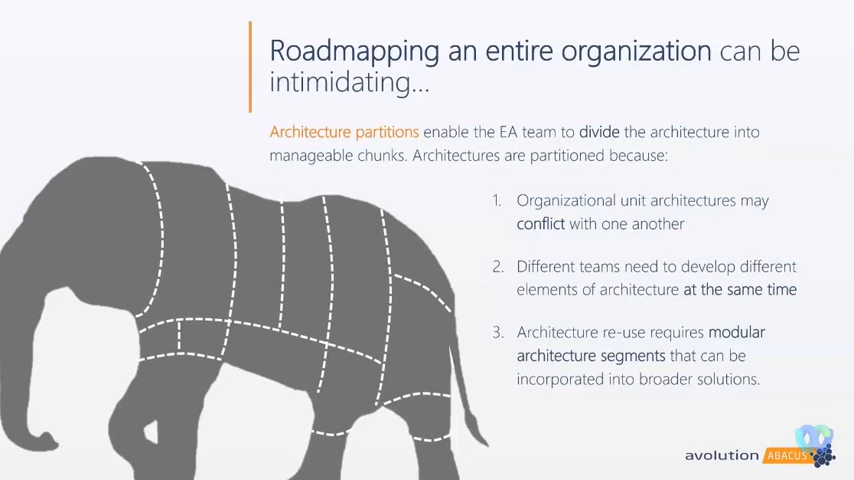 Roadmapping an entire organization can be
intimidating...
Architecture partitions enable the EA team to divide the architecture into
manageable chunks. Architectures are partitioned because:
1. Organizational unit architectures may
conflict with one another
2. Different teams need to develop different
elements of architecture at the same time
3. Architecture re-use requires modular
architecture segments that can be
incorporated into broader solutions.
avolution ABACUS